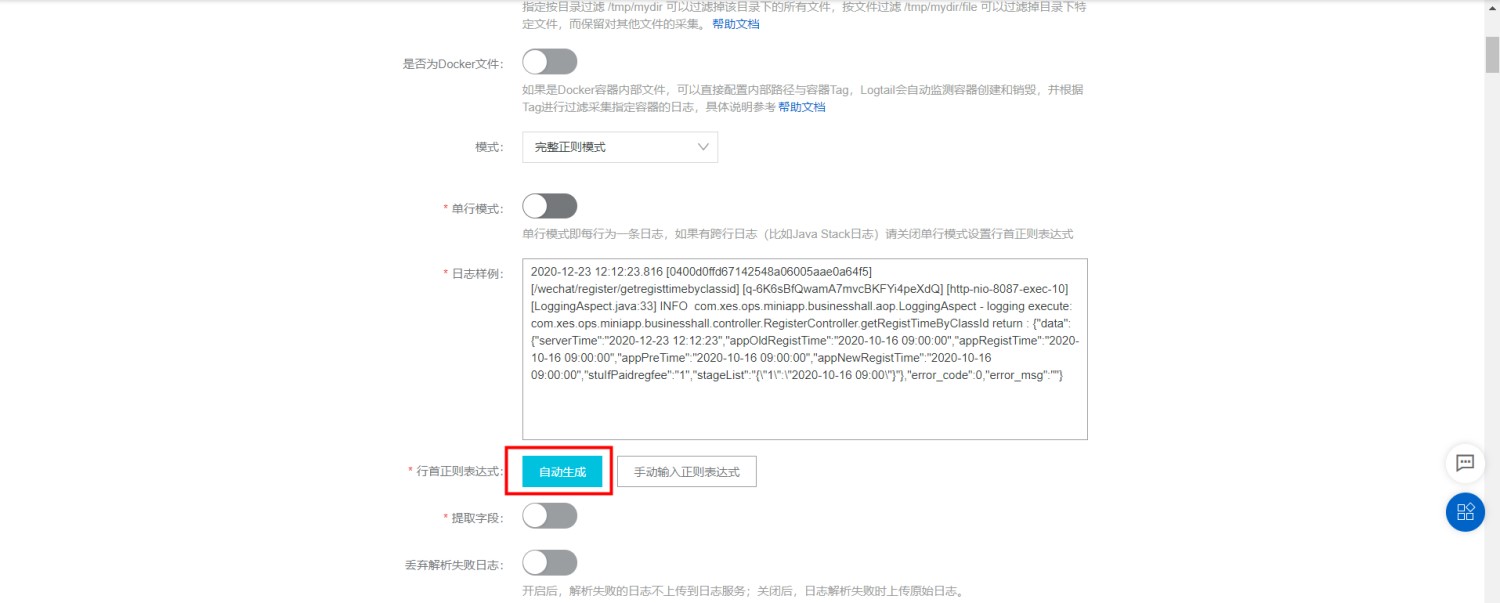 指定按目录过滤 /tmp/mydir 可以过滤掉该目录下的所有文件，按文件过滤 /tmp/mydir/file 可以过滤掉目录下特
定文件，而保留对其他文件的采集。 帮助文档
是否为Docker文件：
如果是Docker容器内部文件，可以直接配置内部路径与容器Tag，Logtail会自动监测容器创建和销毁，并根据
Tag进行过滤采集指定容器的日志，具体说明参考 帮助文档
模式： 完整正则模式
* 单行模式：
单行模式即每行为一条日志，如果有跨行日志（比如Java Stack日志）请关闭单行模式设置行首正则表达式
* 日志样例： 2020-12-23 12:12:23.816 [0400d0ffd67142548a06005aae0a64f5]
[/wechat/register/getregisttimebyclassid] [q-6K6sBfQwamA7mvcBKFYi4peXdQ] [http-nio-8087-exec-10]
[LoggingAspect.java:33] INFO  com.xes.ops.miniapp.businesshall.aop.LoggingAspect - logging execute:
com.xes.ops.miniapp.businesshall.controller.RegisterController.getRegistTimeByClassId return : {"data":
{"serverTime":"2020-12-23 12:12:23","appOldRegistTime":"2020-10-16 09:00:00","appRegistTime":"2020-
10-16 09:00:00","appPreTime":"2020-10-16 09:00:00","appNewRegistTime":"2020-10-16
09:00:00","stuIfPaidregfee":"1","stageList":"{\"1\":\"2020-10-16 09:00\"}"},"error_code":0,"error_msg":""}
* 行首正则表达式： 自动生成 手动输入正则表达式
* 提取字段：
丢弃解析失败日志：
开启后，解析失败的日志不上传到日志服务；关闭后，日志解析失败时上传原始日志。